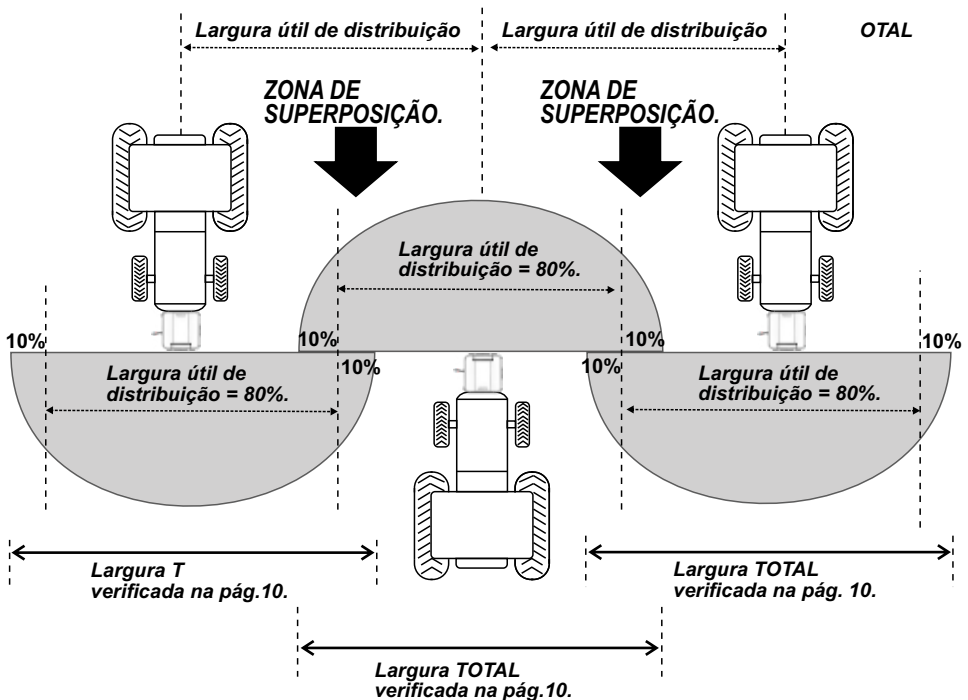 Largura útil de distribuição
Largura útil de distribuição
OTAL
ZONA DE
SUPERPOSIÇÃO.
ZONA DE
SUPERPOSIÇÃO.
Largura útil de
distribuição = 80%.
10%
10%
10%
10%
10%
10%
Largura útil de
distribuição = 80%.
Largura útil de
distribuição = 80%.
Largura T
verificada na pág.10.
Largura TOTAL
verificada na pág. 10.
Largura TOTAL
verificada na pág.10.